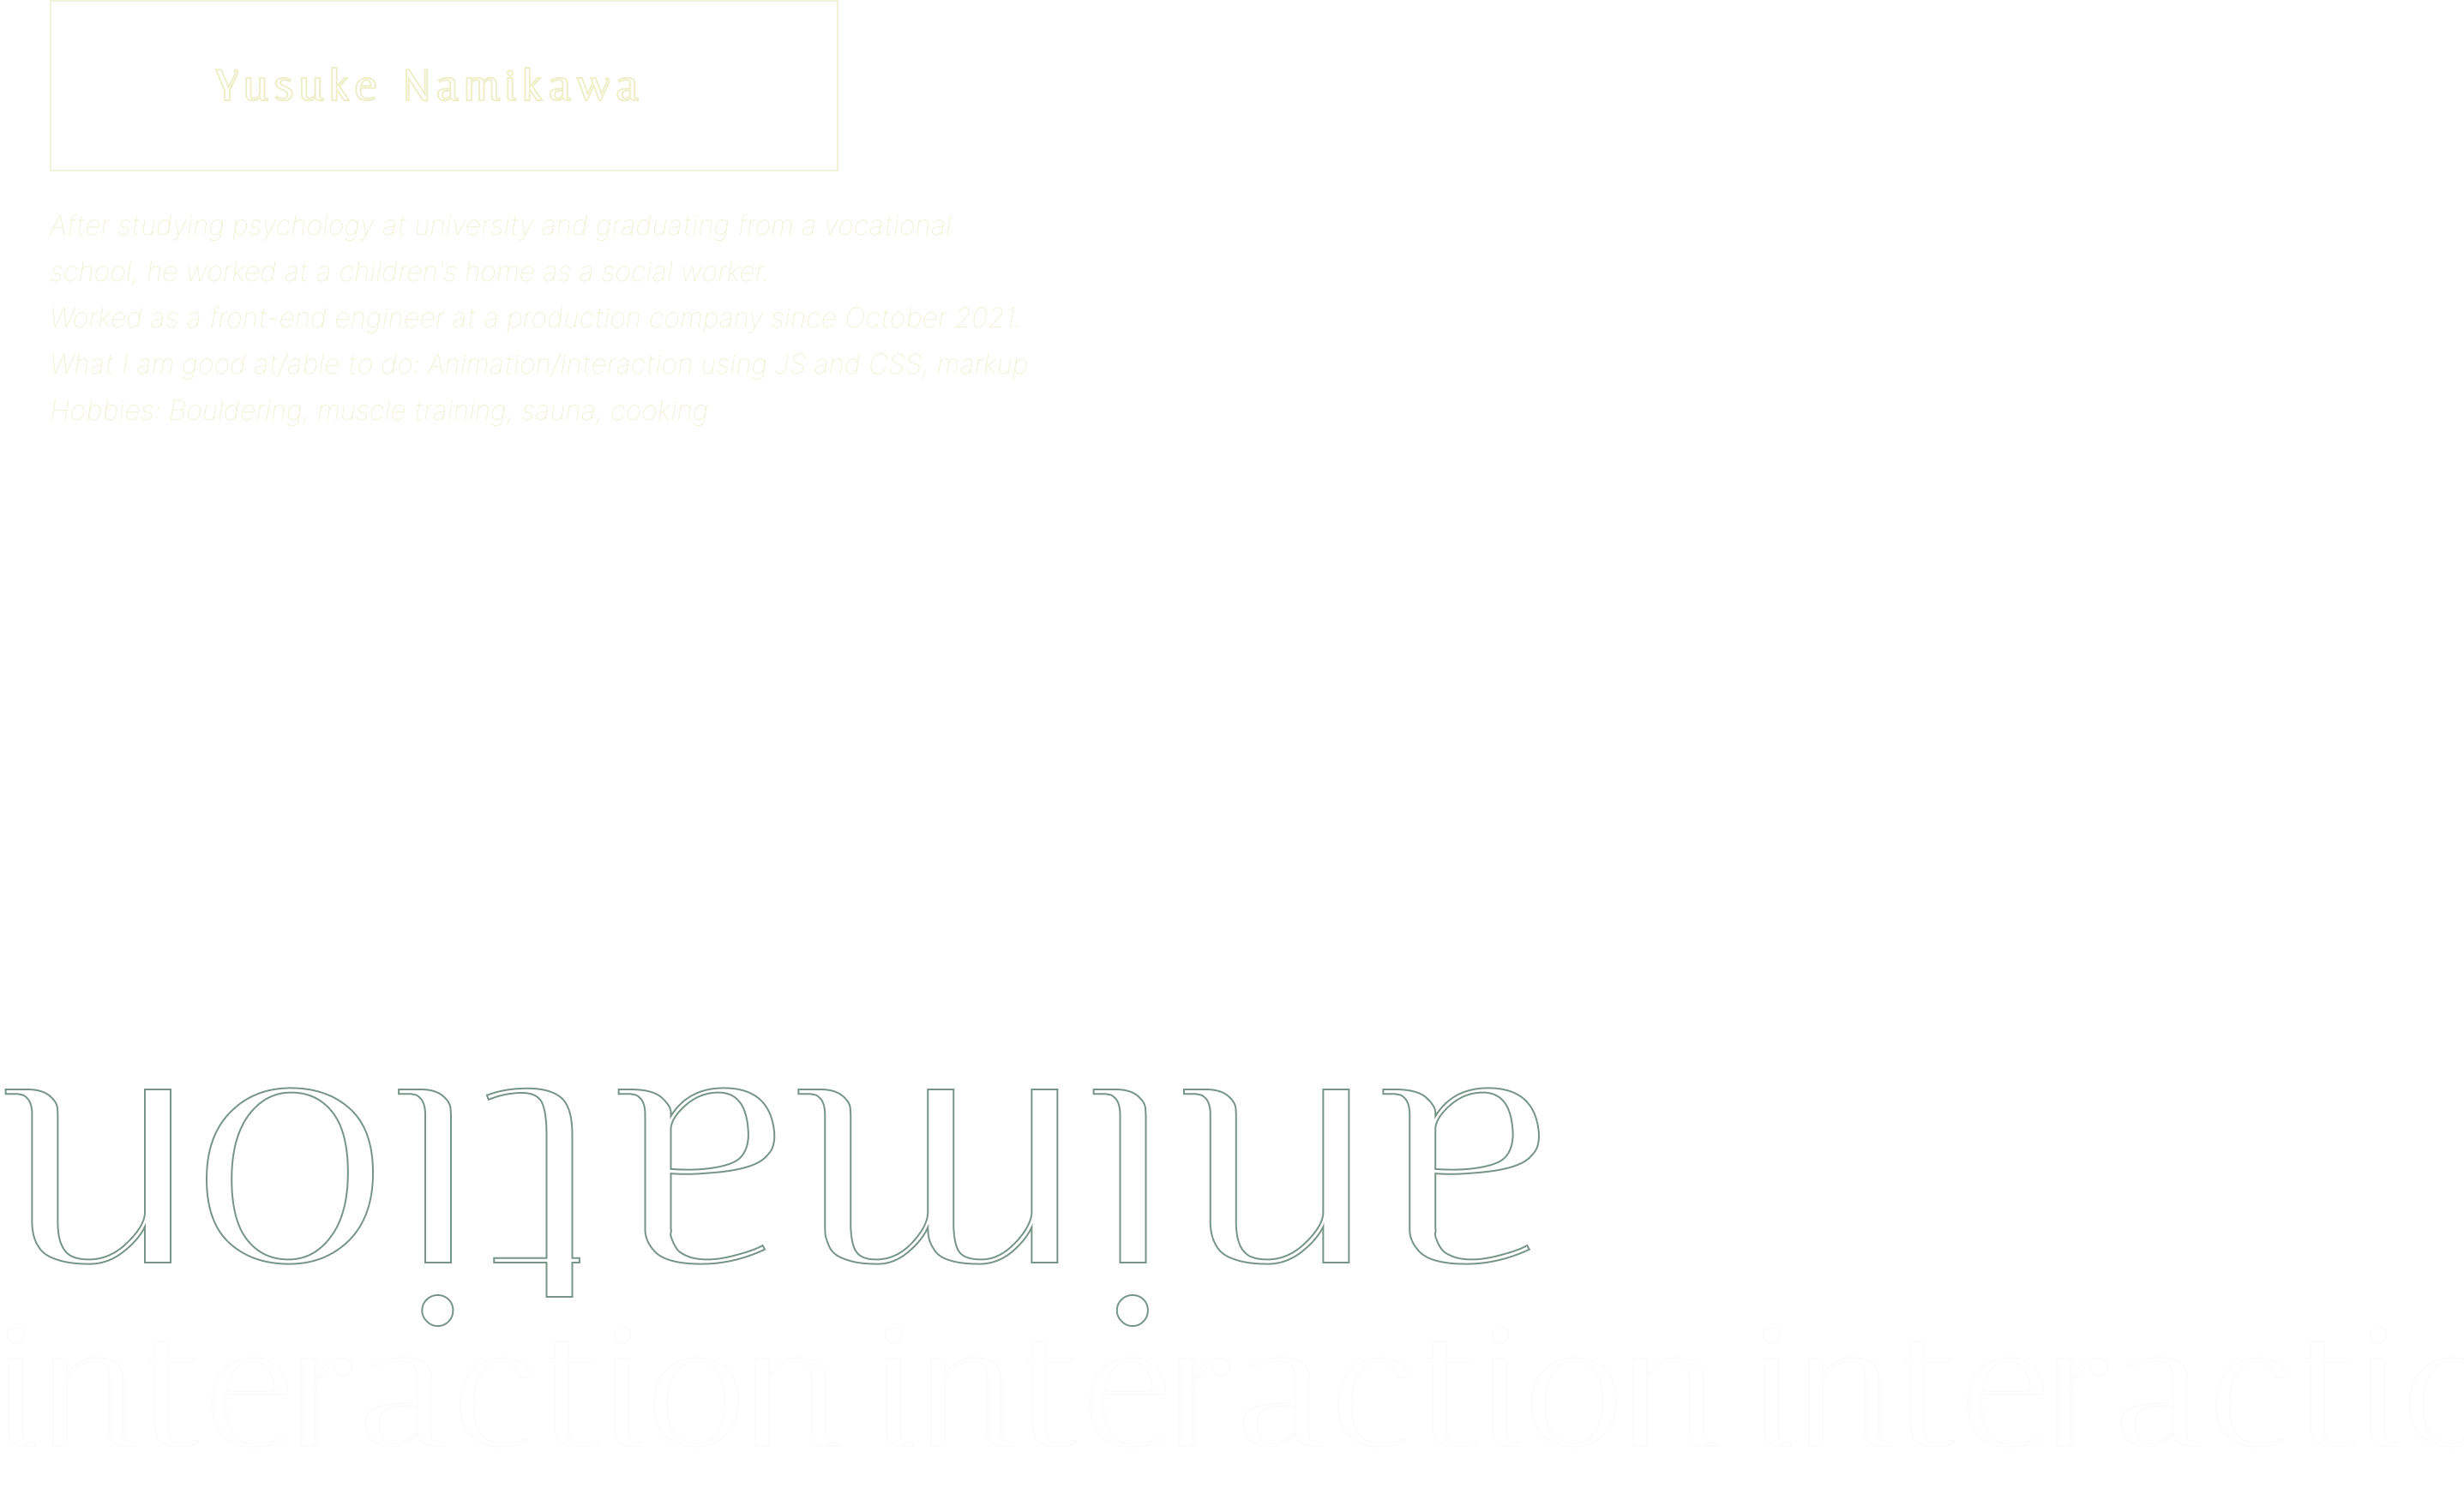 Yusuke Namikawa
After studying psychology at university and graduating from a vocational
school, he worked at a children's home as a social worker.
Worked as a front-end engineer at a production company since October 2021.
What I am good at/able to do: Animation/interaction using JS and CSS, markup
Hobbies: Bouldering, muscle training, sauna, cooking
animation
interaction interaction interactio